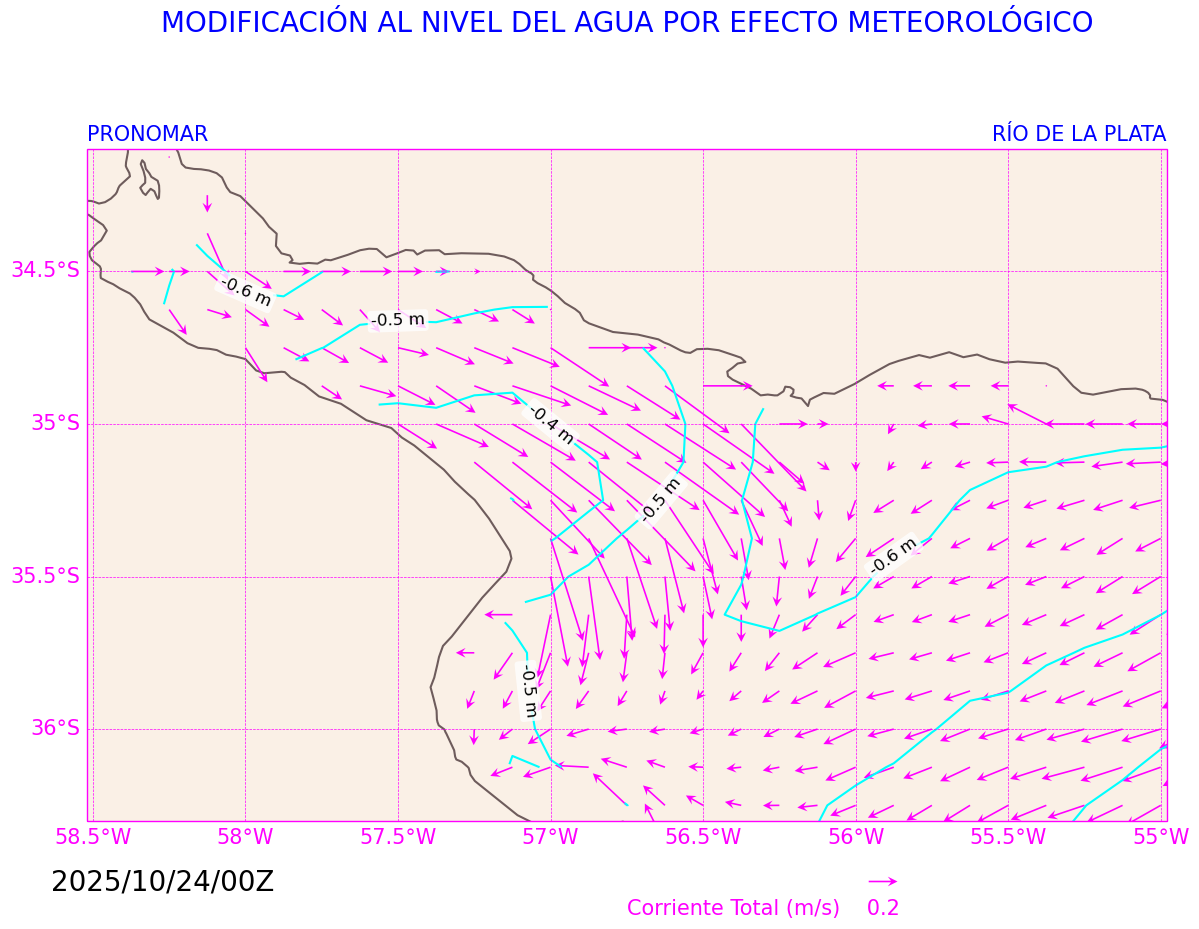 MODIFICACIÓN AL NIVEL DEL AGUA POR EFECTO METEOROLÓGICO
PRONOMAR
RÍO DE LA PLATA
34.5°S
35°S
35.5°S
36°S
-0.6 m
-0.5 m
-0.4 m
-0.5 m
-0.6 m
-0.5 m
58.5°W
58°W
57.5°W
57°W
56.5°W
56°W
55.5°W
55°W
2025/10/24/00Z
Corriente Total (m/s)
0.2